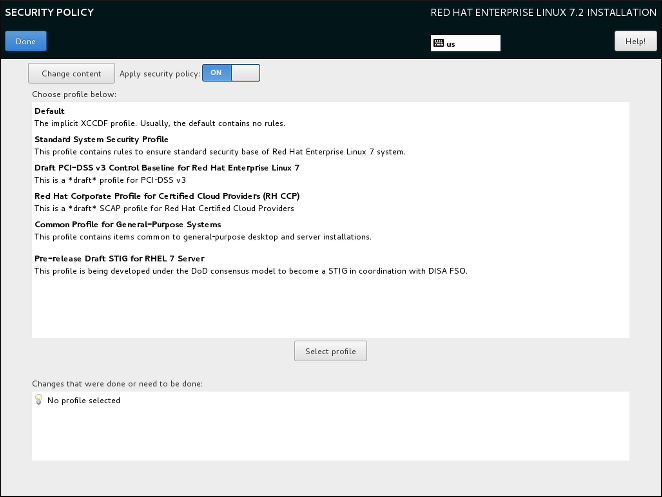 SECURITY POLICY
RED HAT ENTERPRISE LINUX 7.2 INSTALLATION
Done
us
Help!
Change content
Apply security policy:
ON
Choose profile below:
Default
The implicit XCCDF profile. Usually, the default contains no rules.
Standard System Security Profile
This profile contains rules to ensure standard security base of Red Hat Enterprise Linux 7 system.
Draft PCI-DSS v3 Control Baseline for Red Hat Enterprise Linux 7
This is a *draft* profile for PCI-DSS v3
Red Hat Corporate Profile for Certified Cloud Providers (RH CCP)
This is a *draft* SCAP profile for Red Hat Certified Cloud Providers
Common Profile for General-Purpose Systems
This profile contains items common to general-purpose desktop and server installations.
Pre-release Draft STIG for RHEL 7 Server
This profile is being developed under the DoD consensus model to become a STIG in coordination with DISA FSO.
Select profile
Changes that were done or need to be done:
No profile selected